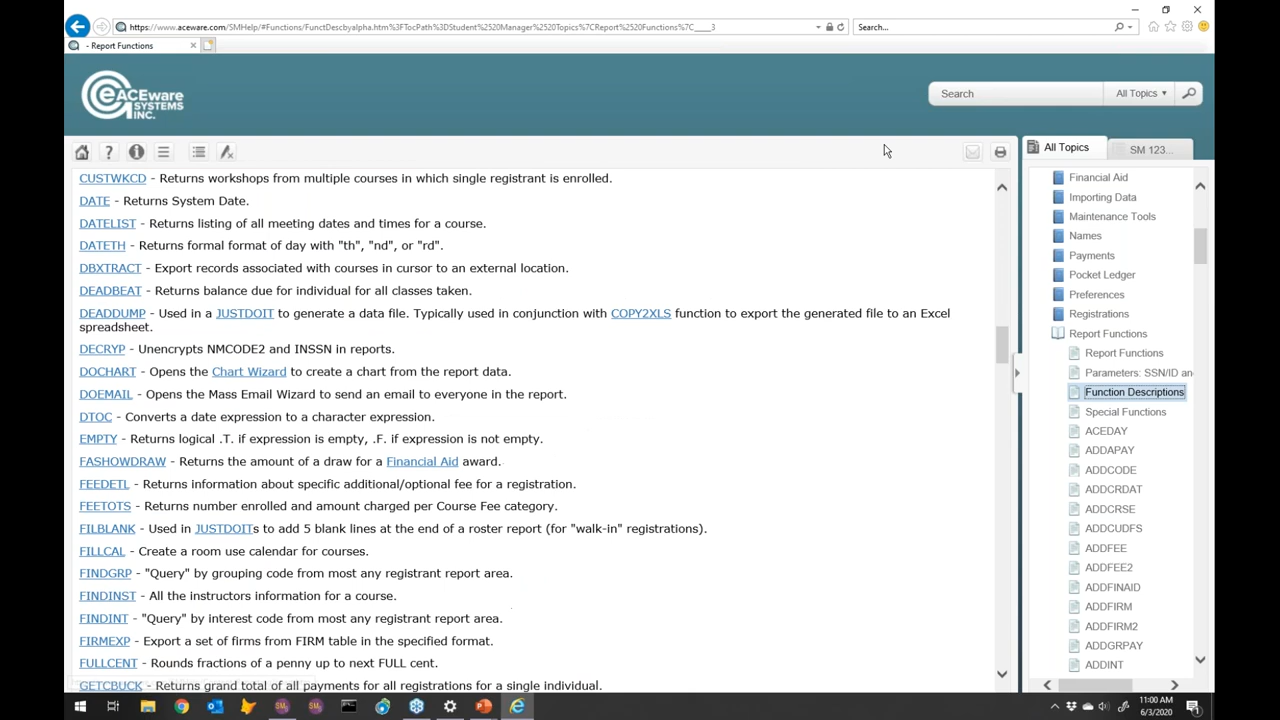 https://www.aceware.com/SMHelp/#Functions/FunctDescbyalpha.htm%3FTocPath%3DStudent%2520Manager%2520Topics%7CReport%2520Functions%7C____3
Search...
- Report Functions
ACEware
SYSTEMS
INC.
Search
All Topics
All Topics
SM 123...
CUSTWKCD - Returns workshops from multiple courses in which single registrant is enrolled.
DATE - Returns System Date.
DATELIST - Returns listing of all meeting dates and times for a course.
DATETH - Returns formal format of day with "th", "nd", or "rd".
DBXTRACT - Export records associated with courses in cursor to an external location.
DEADBEAT - Returns balance due for individual for all classes taken.
DEADDUMP - Used in a JUSTDOIT to generate a data file. Typically used in conjunction with COPY2XLS function to export the generated file to an Excel
spreadsheet.
DECRYP - Unencrypts NMCODE2 and INSSN in reports.
DOCHART - Opens the Chart Wizard to create a chart from the report data.
DOEMAIL - Opens the Mass Email Wizard to send an email to everyone in the report.
DTOC - Converts a date expression to a character expression.
EMPTY - Returns logical .T. if expression is empty, .F. if expression is not empty.
FASHOWDRAW - Returns the amount of a draw for a Financial Aid award.
FEEDETL - Returns information about specific additional/optional fee for a registration.
FEETOTS - Returns number enrolled and amount charged per Course Fee category.
FILBLANK - Used in JUSTDOITs to add 5 blank lines at the end of a roster report (for "walk-in" registrations).
FILLCAL - Create a room use calendar for courses.
FINDGRP - "Query" by grouping code from most any registrant report area.
FINDINST - All the instructors information for a course.
FINDINT - "Query" by interest code from most any registrant report area.
FIRMEXP - Export a set of firms from FIRM table in the specified format.
FULLCENT - Rounds fractions of a penny up to next FULL cent.
GETCBUCK - Returns grand total of all payments for all registrations for a single individual.
Financial Aid
Importing Data
Maintenance Tools
Names
Payments
Pocket Ledger
Preferences
Registrations
Report Functions
Report Functions
Parameters: SSN/ID an
Function Descriptions
Special Functions
ACEDAY
ADDAPAY
ADDCODE
ADDCRDAT
ADDCRSE
ADDCUDFS
ADDFEE
ADDFEE2
ADDFINAID
ADDFIRM
ADDFIRM2
ADDGRPAY
ADDINT
11:00 AM
6/3/2020